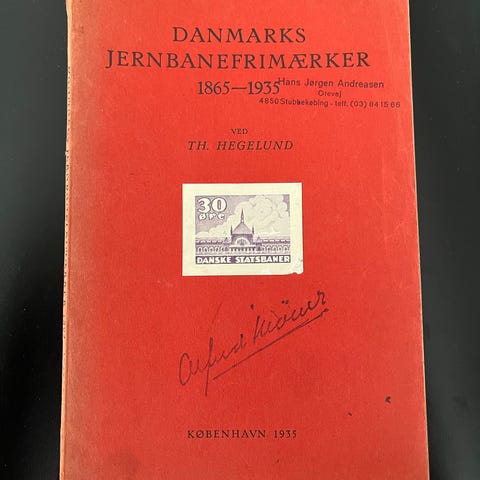 DANMARKS
JERNBANEFRIMÆRKER
1865—1935
Hans Jørgen Andreasen
Orevej
4850 Stubbekøbing - telf. (03) 84 15 66
VED
TH. HEGELUND
30
ØRE
DANSKE STATSBANER
Alfred
KØBENHAVN 1935